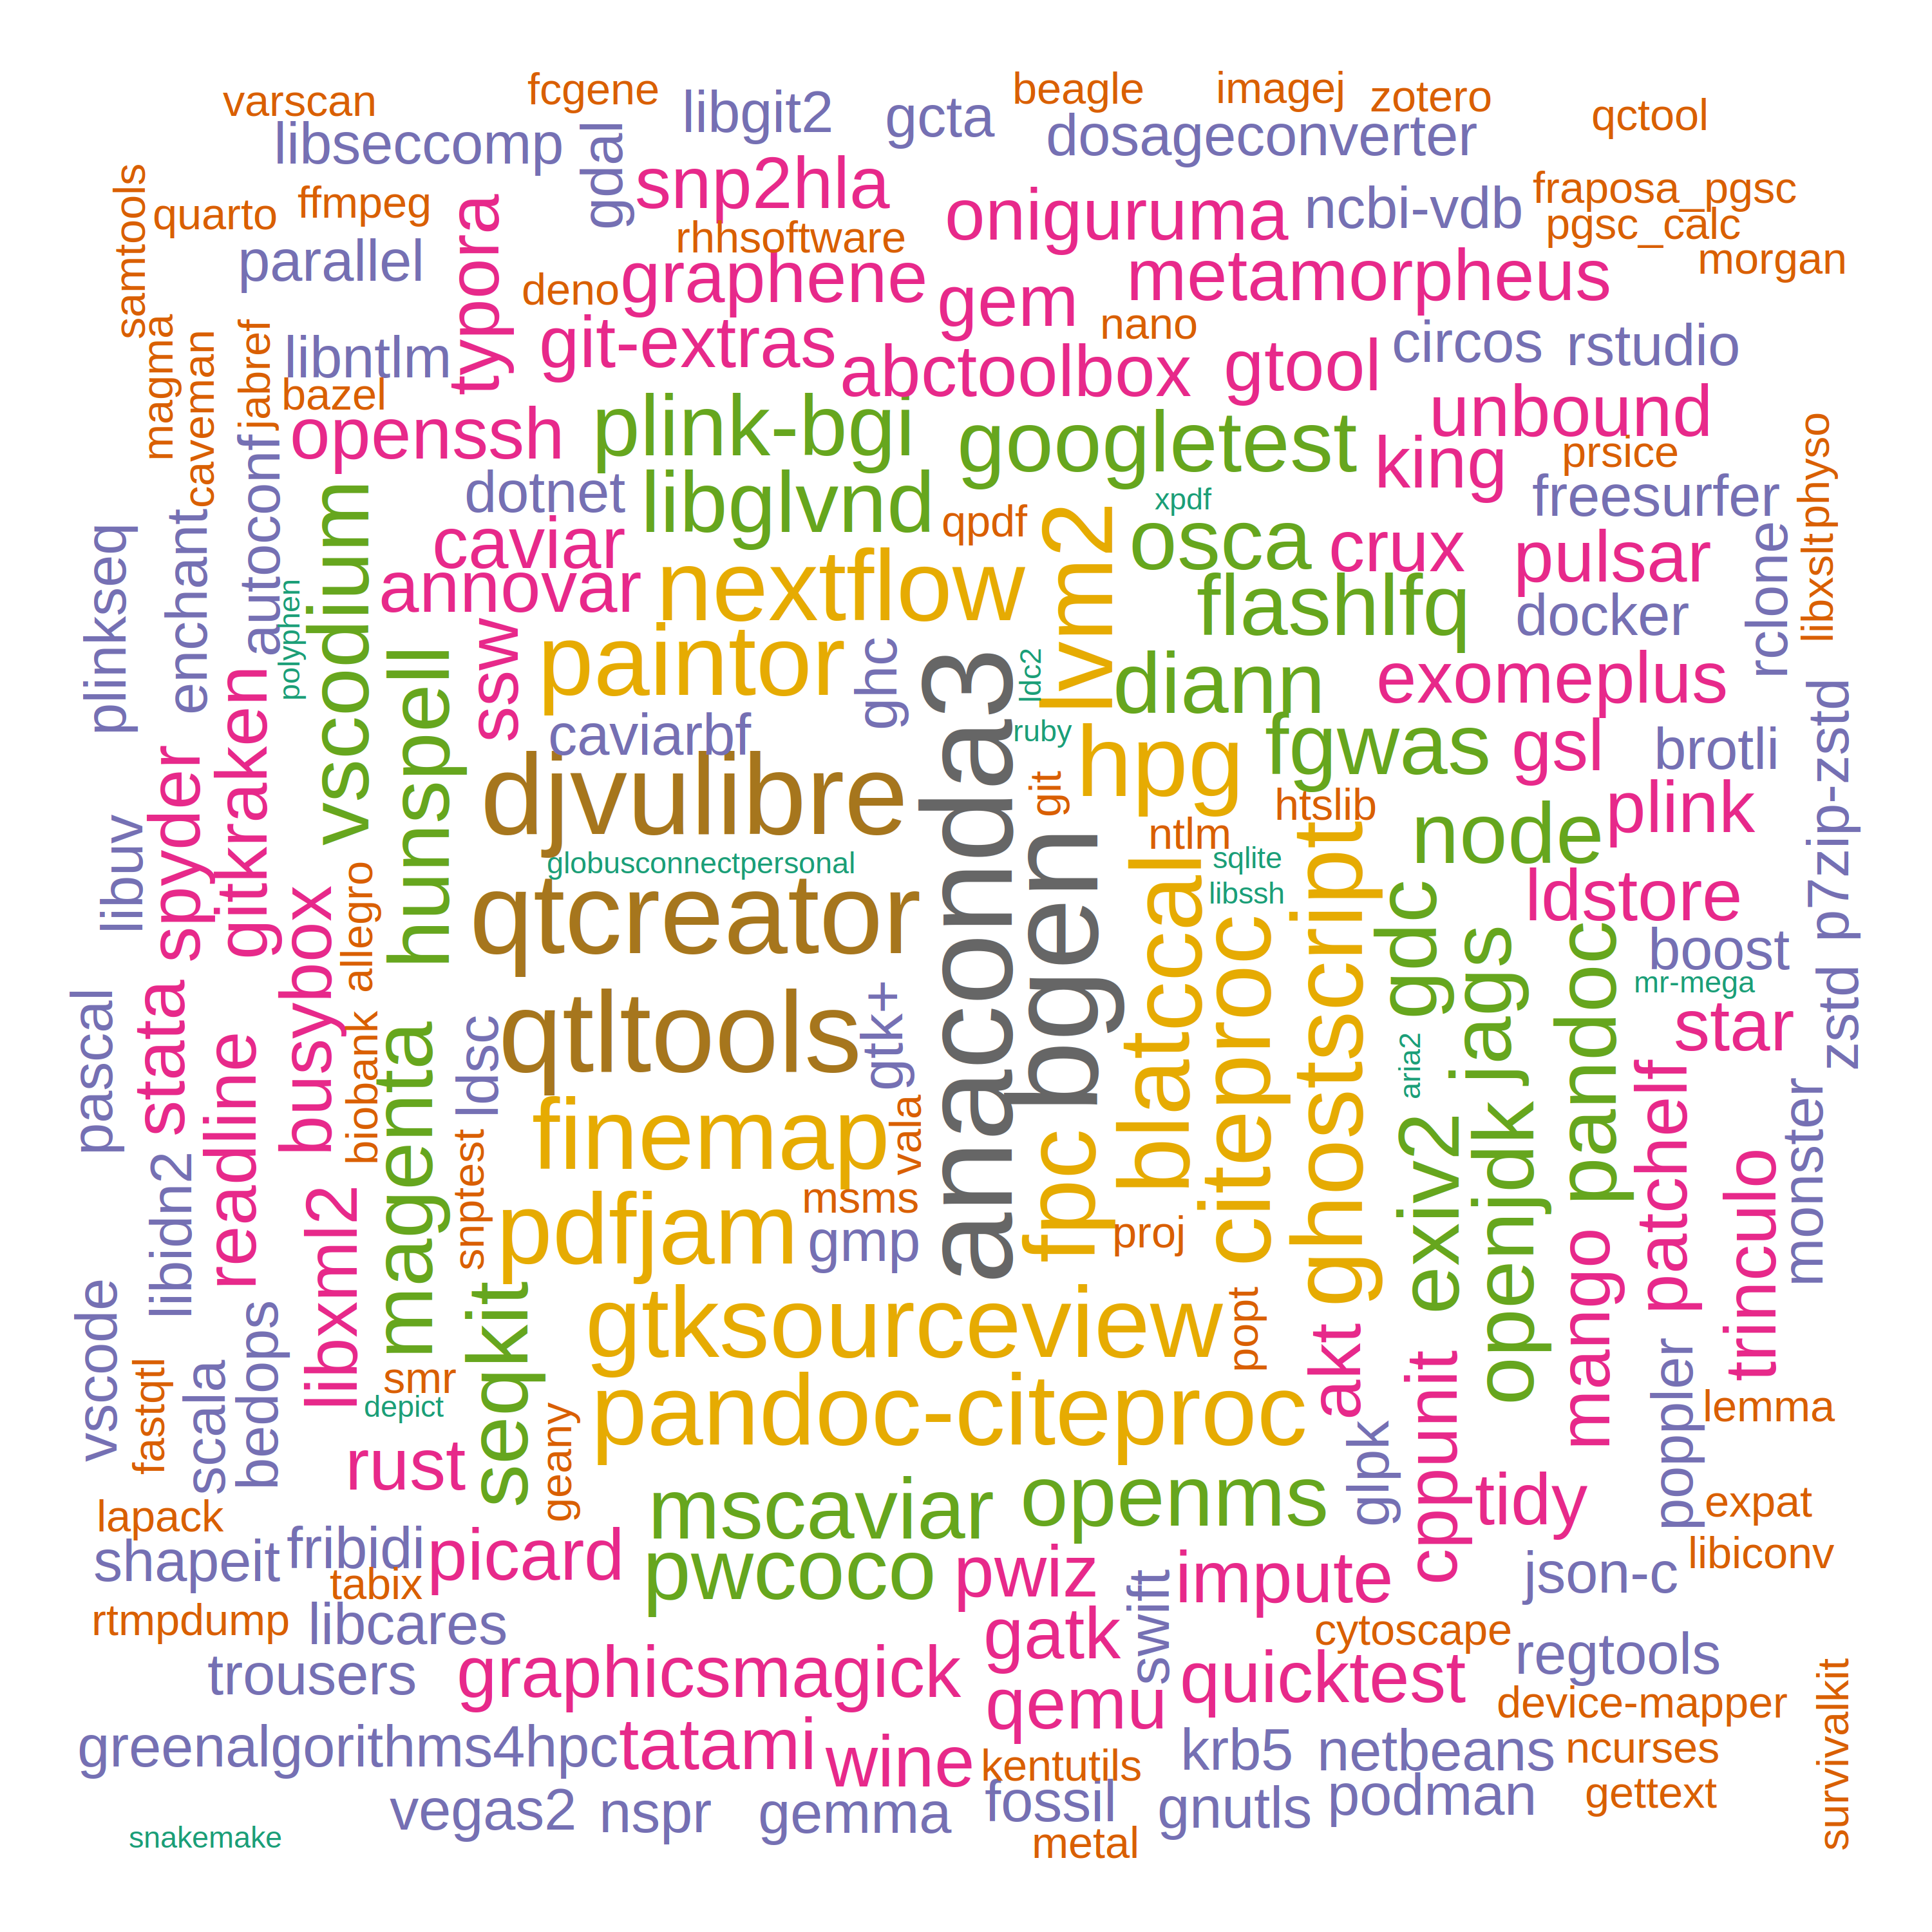 varscan
fcgene
libgit2
gcta
beagle
imagej
zotero
qctool
libseccomp
gdal
dosageconverter
samtools
quarto
ffmpeg
typora
snp2hla
oniguruma
ncbi-vdb
fraposa_pgsc
pgsc_calc
morgan
parallel
rhhsoftware
deno
graphene
gem
metamorpheus
nano
magma
caveman
jabref
libntlm
bazel
git-extras
abctoolbox
gtool
circos
rstudio
openssh
plink-bgi
googletest
king
unbound
prsice
physo
autoconf
vscodium
dotnet
libglvnd
qpdf
lvm2
xpdf
freesurfer
plinkseq
enchant
polyphen
caviar
annovar
nextflow
osca
crux
pulsar
rclone
libxslt
flashlfq
docker
gitkraken
hunspell
ssw
paintor
ghc
anaconda3
ldc2
diann
exomeplus
p7zip-zstd
caviarbf
ruby
hpg
fgwas
gsl
brotli
libuv
spyder
djvulibre
git
htslib
plink
ntlm
node
busybox
allegro
globusconnectpersonal
bgen
blatccal
sqlite
libssh
ghostscript
qtcreator
citeproc
gdc
jags
pandoc
ldstore
boost
mr-mega
zstd
pascal
stata
readline
biobank
magenta
ldsc
qtltools
gtk+
aria2
star
finemap
vala
fpc
exiv2
openjdk
patchelf
monster
libidn2
libxml2
snptest
pdfjam
msms
gmp
proj
mango
trinculo
vscode
fastqt
scala
bedops
seqkit
gtksourceview
popt
akt
cppunit
poppler
smr
depict
geany
pandoc-citeproc
glpk
lemma
rust
lapack
mscaviar
openms
tidy
expat
shapeit
fribidi
tabix
picard
pwcoco
pwiz
swift
impute
json-c
libiconv
rtmpdump
libcares
gatk
cytoscape
regtools
trousers
graphicsmagick
qemu
quicktest
device-mapper
survivalkit
greenalgorithms4hpc
tatami
wine
kentutils
krb5
netbeans
ncurses
vegas2
nspr
gemma
fossil
gnutls
podman
gettext
snakemake
metal